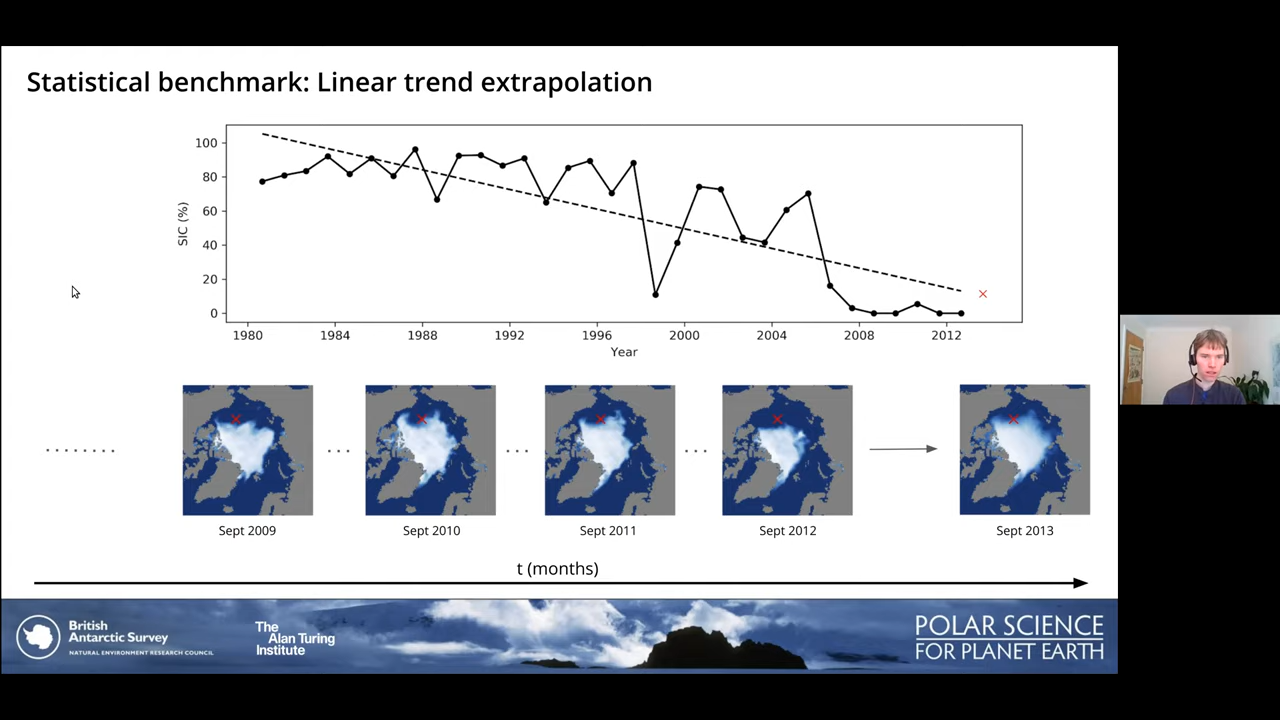 Statistical benchmark: Linear trend extrapolation
100
80
60
40
20
0
SIC (%)
1980 1984 1988 1992 1996 2000 2004 2008 2012
Year
Sept 2009 Sept 2010 Sept 2011 Sept 2012 Sept 2013
t (months)
British
Antarctic Survey
NATURAL ENVIRONMENT RESEARCH COUNCIL
The
Alan Turing
Institute
POLAR SCIENCE
FOR PLANET EARTH